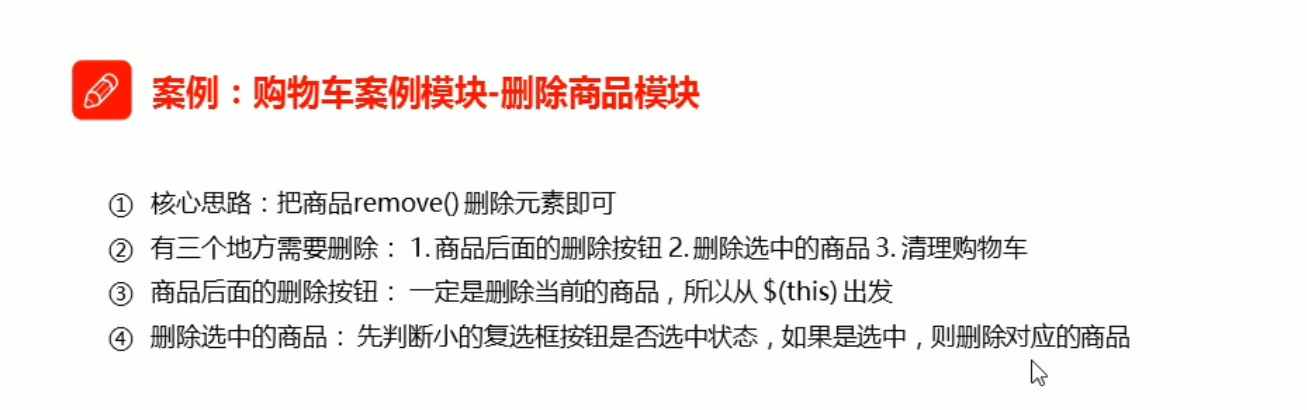 案例：购物车案例模块-删除商品模块
① 核心思路：把商品remove() 删除元素即可
② 有三个地方需要删除： 1. 商品后面的删除按钮 2. 删除选中的商品 3. 清理购物车
③ 商品后面的删除按钮： 一定是删除当前的商品，所以从 $(this) 出发
④ 删除选中的商品： 先判断小的复选框按钮是否选中状态，如果是选中，则删除对应的商品